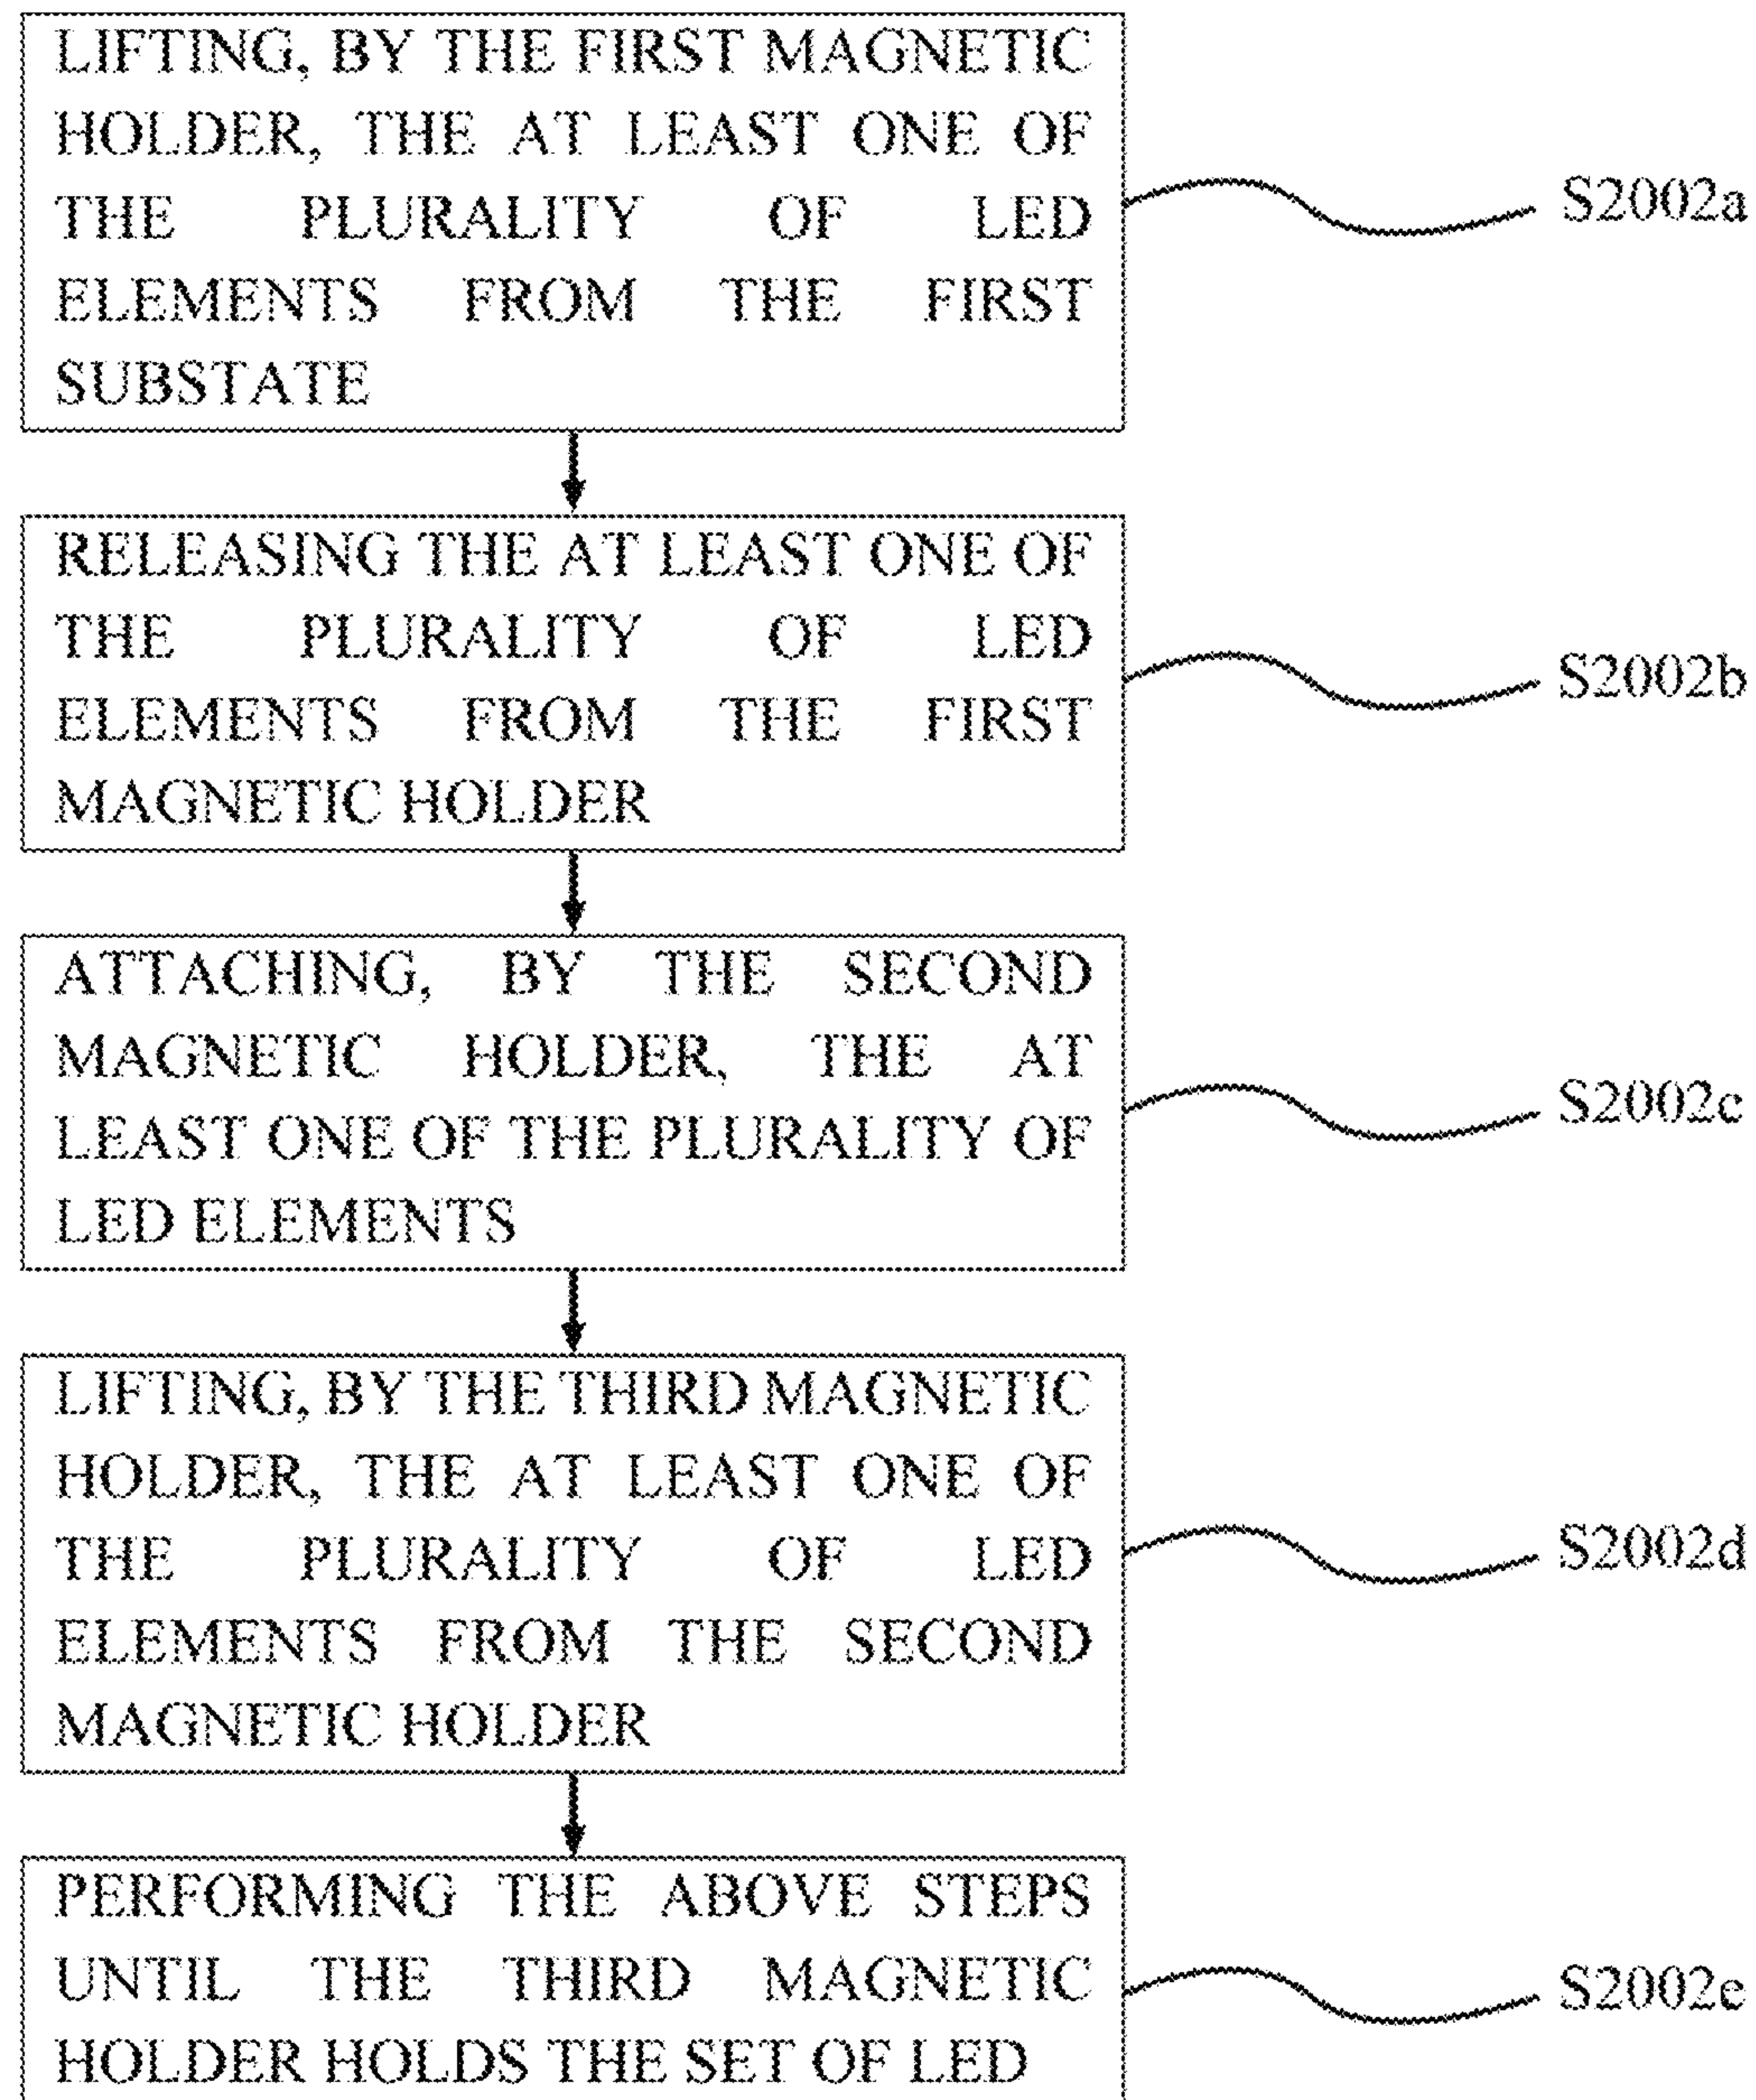 LIFTING, BY THE FIRST MAGNETIC
HOLDER, THE AT LEAST ONE OF
THE PLURALITY OF LED
ELEMENTS FROM THE FIRST
SUBSTATE
S2002a
RELEASING THE AT LEAST ONE OF
THE PLURALITY OF LED
ELEMENTS FROM THE FIRST
MAGNETIC HOLDER
S2002b
ATTACHING, BY THE SECOND
MAGNETIC HOLDER, THE AT
LEAST ONE OF THE PLURALITY OF
LED ELEMENTS
S2002c
LIFTING, BY THE THIRD MAGNETIC
HOLDER, THE AT LEAST ONE OF
THE PLURALITY OF LED
ELEMENTS FROM THE SECOND
MAGNETIC HOLDER
S2002d
PERFORMING THE ABOVE STEPS
UNTIL THE THIRD MAGNETIC
HOLDER HOLDS THE SET OF LED
S2002e